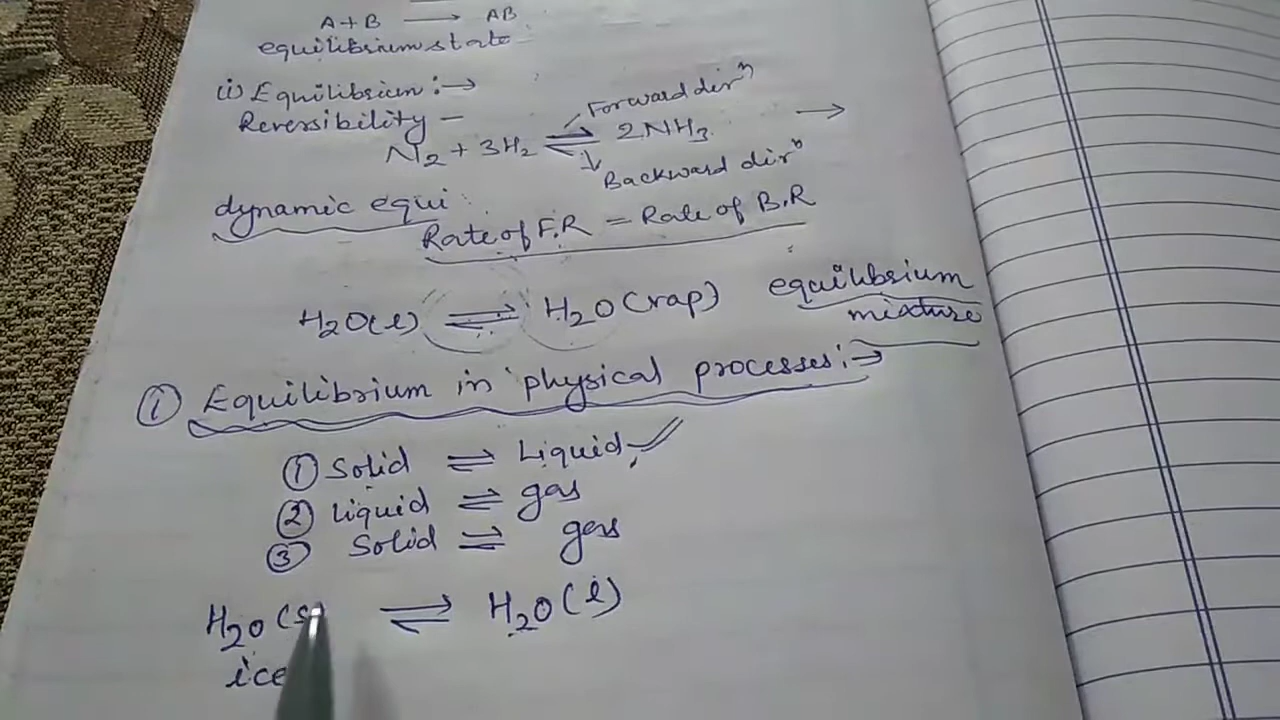 A + B ⟶ AB
equilibrium state
(i) Equilibrium :→
Reversibility –
Forward dirⁿ →
N₂ + 3H₂ ⇌ 2NH₃
Backward dirⁿ
dynamic equi :
Rate of F.R = Rate of B.R
H₂O(l) ⇌ H₂O (vap) equilibrium
mixture
① Equilibrium in physical processes :→
① Solid ⇌ Liquid ✓
② Liquid ⇌ gas
③ Solid ⇌ gas
H₂O (s) ⇌ H₂O (l)
ice